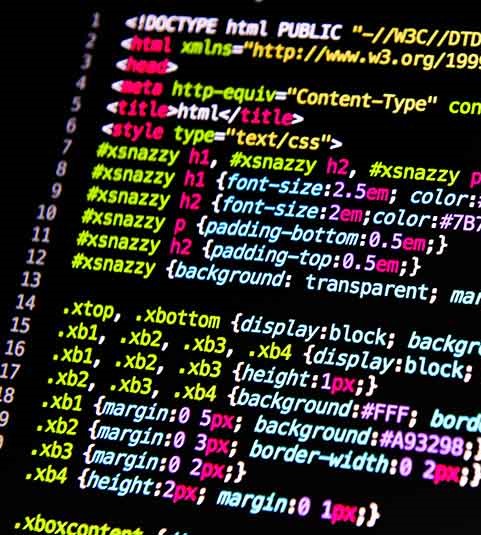 1 <!DOCTYPE html PUBLIC "-//W3C//DTD
2 <html xmlns="http://www.w3.org/199
3 <head>
4 <meta http-equiv="Content-Type" con
5 <title>html</title>
6 <style type="text/css">
7 #xsnazzy h1, #xsnazzy h2, #xsnazzy p
8 #xsnazzy h1 {font-size:2.5em; color:#
9 #xsnazzy h2 {font-size:2em;color:#7B7
10 #xsnazzy p {padding-bottom:0.5em;}
11 #xsnazzy h2 {padding-top:0.5em;}
12 #xsnazzy {background: transparent; mar
13
14 .xtop, .xbottom {display:block; backgr
15 .xb1, .xb2, .xb3, .xb4 {display:block;
16 .xb1, .xb2, .xb3 {height:1px;}
17 .xb2, .xb3, .xb4 {background:#FFF; bord
8 .xb1 {margin:0 5px; background:#A93298;}
9 .xb2 {margin:0 3px; border-width:0 2px;}
.xb3 {margin:0 2px;}
.xb4 {height:2px; margin:0 1px;}
.xboxcontent {